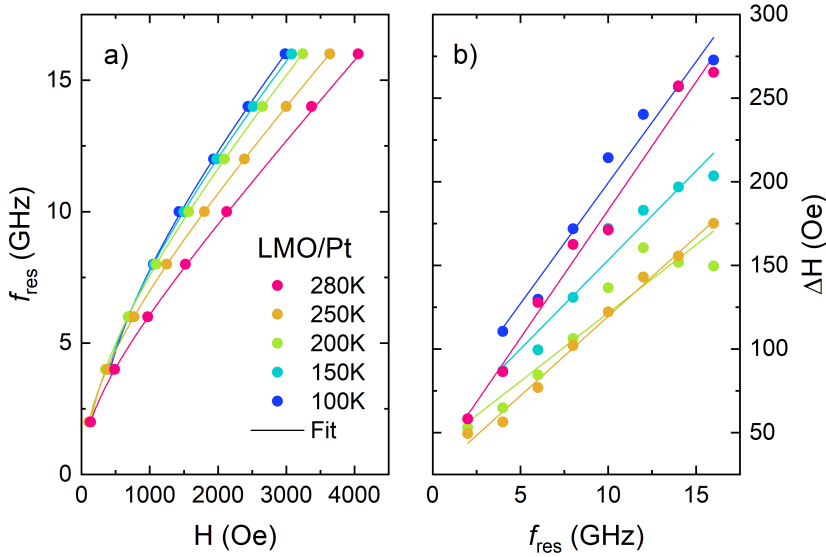 a)
b)
LMO/Pt
280K
250K
200K
150K
100K
Fit
0
5
10
15
f_res (GHz)
0 1000 2000 3000 4000
H (Oe)
0 5 10 15
f_res (GHz)
300
250
200
150
100
50
ΔH (Oe)